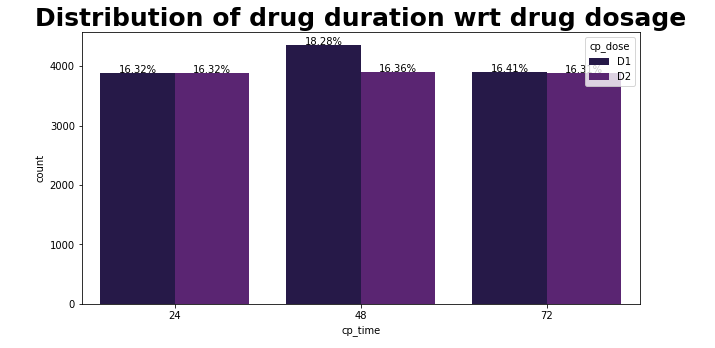 Distribution of drug duration wrt drug dosage
cp_dose
D1
D2
16.32%
16.32%
18.28%
16.36%
16.41%
4000
3000
2000
1000
0
count
24
48
72
cp_time